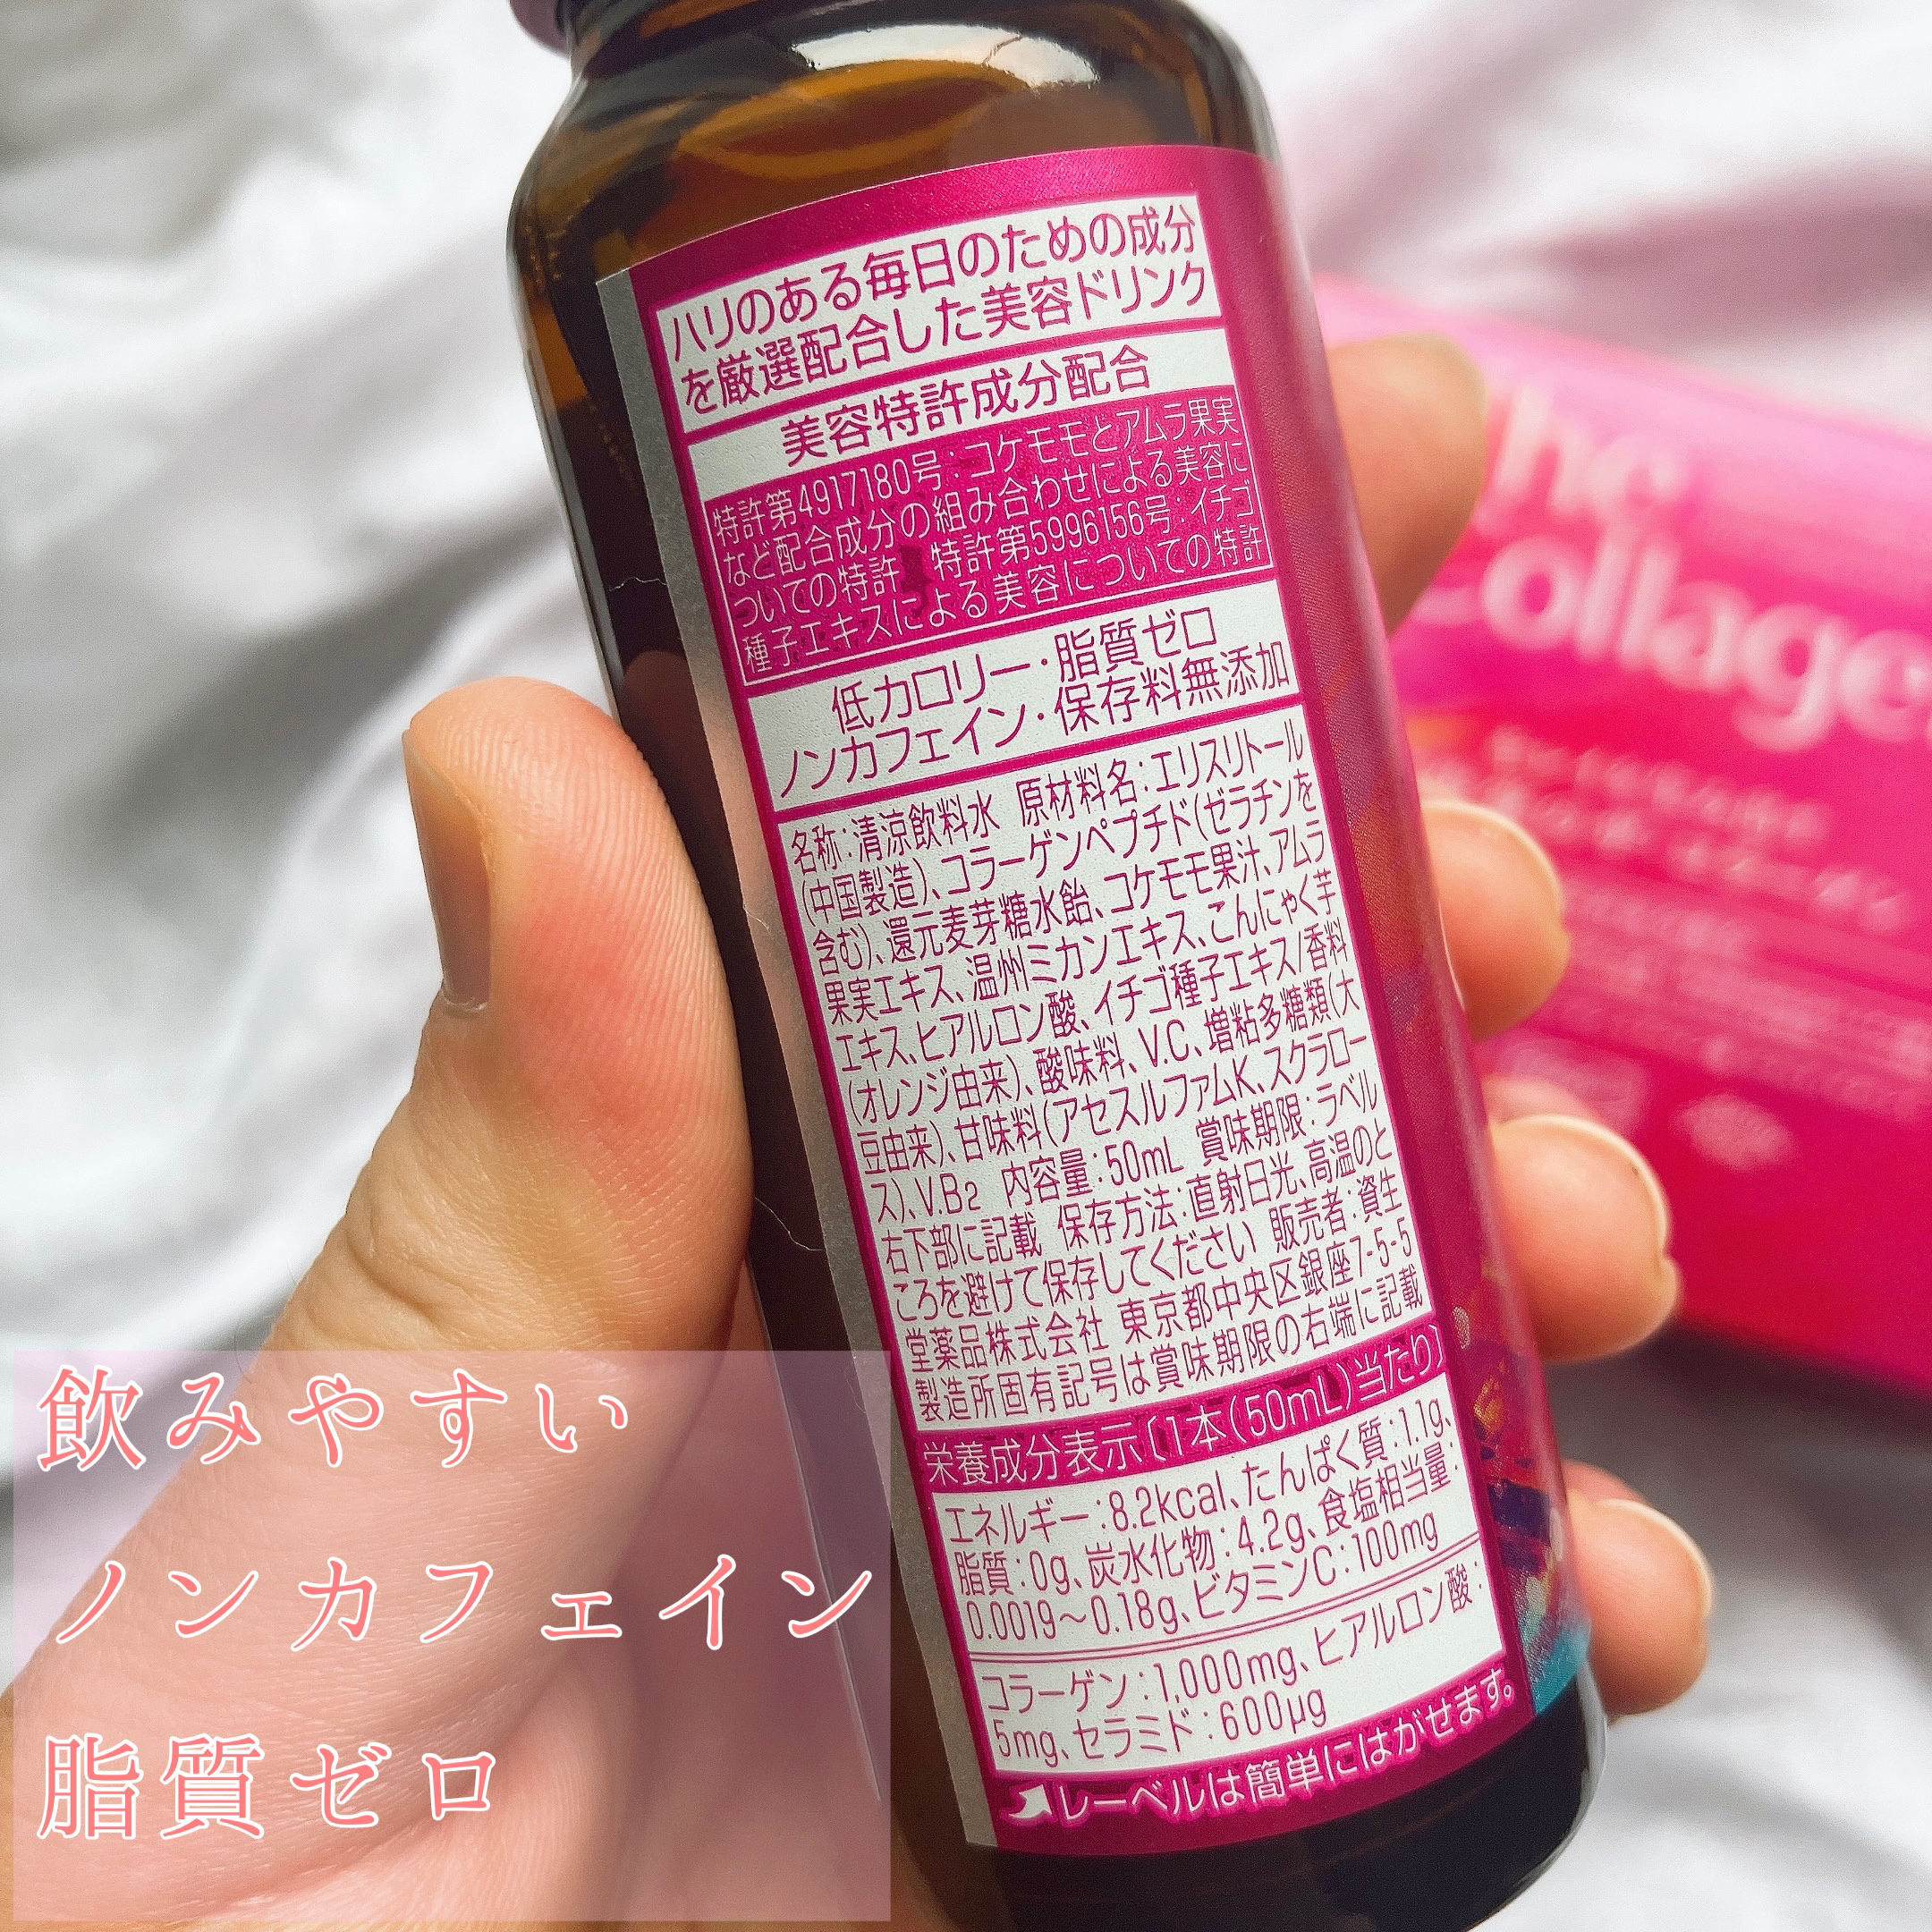 ハリのある毎日のための成分
を厳選配合した美容ドリンク
美容特許成分配合
特許第4917180号:コケモモとアムラ果実
など配合成分の組み合わせによる美容に
ついての特許 特許第5996156号:イチゴ
種子エキスによる美容についての特許
低カロリー・脂質ゼロ
ノンカフェイン・保存料無添加
名称:清涼飲料水 原材料名:エリスリトール
(中国製造)、コラーゲンペプチド(ゼラチンを
含む)、還元麦芽糖水飴、コケモモ果汁、アムラ
果実エキス、温州ミカンエキス、こんにゃく芋
エキス、ヒアルロン酸、イチゴ種子エキス/香料
(オレンジ由来)、酸味料、V.C、増粘多糖類(大
豆由来)、甘味料(アセスルファムK、スクラロー
ス)、V.B2 内容量:50mL 賞味期限:ラベル
右下部に記載 保存方法:直射日光、高温のと
ころを避けて保存してください 販売者:資生
堂薬品株式会社 東京都中央区銀座7-5-5
製造所固有記号は賞味期限の右端に記載
栄養成分表示〔1本(50mL)当たり〕
エネルギー:8.2kcal、たんぱく質:1.1g、
脂質:0g、炭水化物:4.2g、食塩相当量:
0.0019〜0.18g、ビタミンC:100mg
コラーゲン:1,000mg、ヒアルロン酸:
5mg、セラミド:600μg
レーベルは簡単にはがせます。
he
ollage
飲みやすい
ノンカフェイン
脂質ゼロ